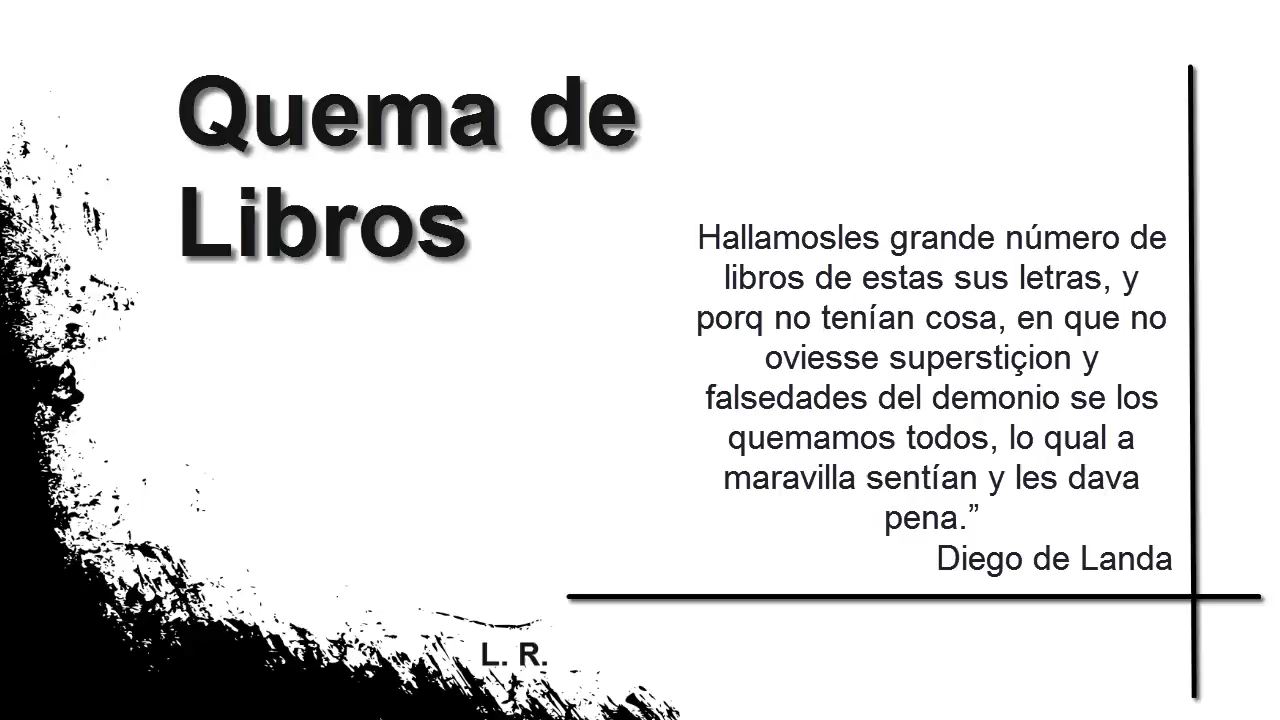 Quema de
Libros
Hallamosles grande número de
libros de estas sus letras, y
porq no tenían cosa, en que no
oviesse superstiçion y
falsedades del demonio se los
quemamos todos, lo qual a
maravilla sentían y les dava
pena.”
Diego de Landa
L. R.